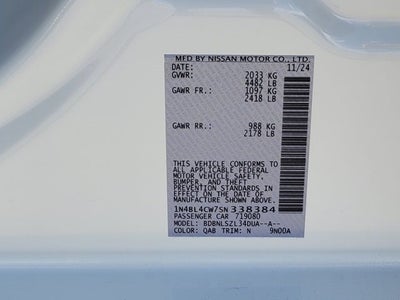 MFD BY NISSAN MOTOR CO., LTD.
DATE: 11/24
GVWR: 2033 KG
4482 LB
GAWR FR.: 1097 KG
2418 LB
GAWR RR.: 988 KG
2178 LB
THIS VEHICLE CONFORMS TO
ALL APPLICABLE FEDERAL
MOTOR VEHICLE SAFETY,
BUMPER, AND THEFT
PREVENTION STANDARDS IN
EFFECT ON THE DATE OF
MANUFACTURE SHOWN ABOVE.
1N4BL4CW7SN338384
PASSENGER CAR 719080
MODEL: BDBNLSZL34DUA--A--
COLOR: QAB TRIM: N 9N00A